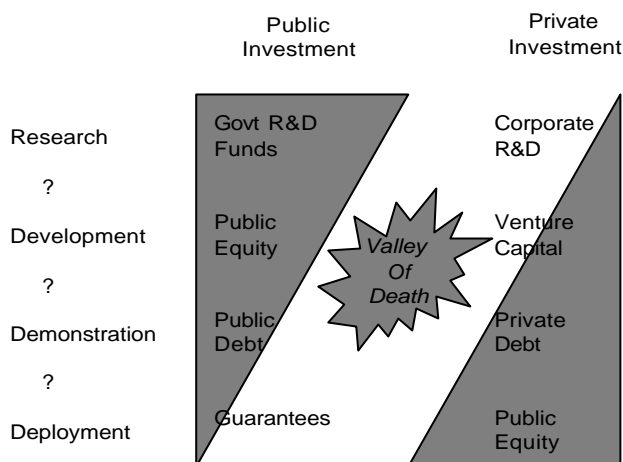 Public
Investment
Private
Investment
Research
Govt R&D
Funds
Corporate
R&D
?
Development
Public
Equity
Valley
Of
Death
Venture
Capital
?
Demonstration
Public
Debt
Private
Debt
?
Deployment
Guarantees
Public
Equity